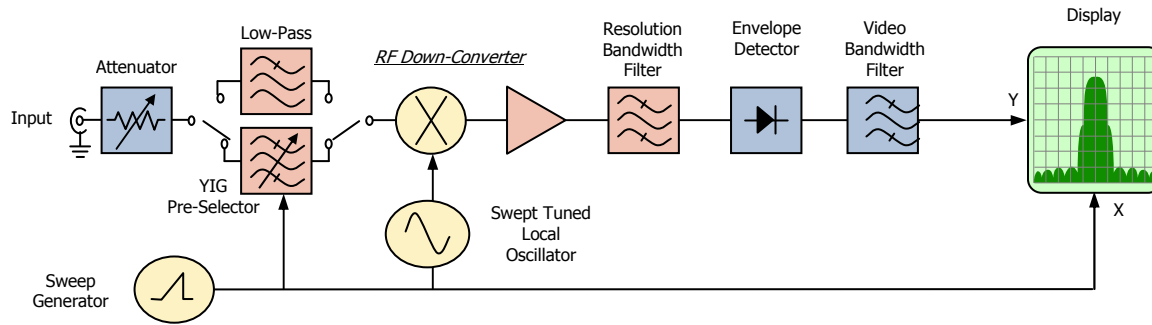 Display
Low-Pass
Resolution
Bandwidth
Filter
Envelope
Detector
Video
Bandwidth
Filter
RF Down-Converter
Attenuator
Input
Y
YIG
Pre-Selector
Swept Tuned
Local
Oscillator
X
Sweep
Generator